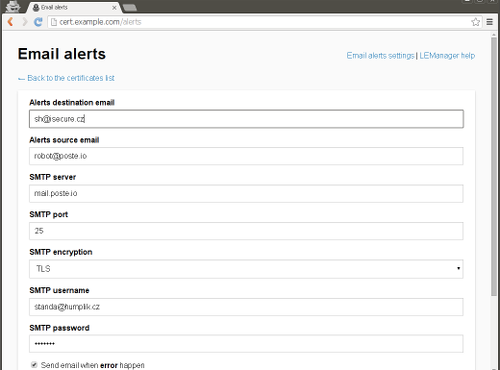 Email alerts
cert.example.com/alerts
Email alerts
Email alerts settings | LEManager help
← Back to the certificates list
Alerts destination email
sh@isecure.cz
Alerts source email
robot@poste.io
SMTP server
mail.poste.io
SMTP port
25
SMTP encryption
TLS
SMTP username
standa@humplik.cz
SMTP password
•••••••
Send email when error happen